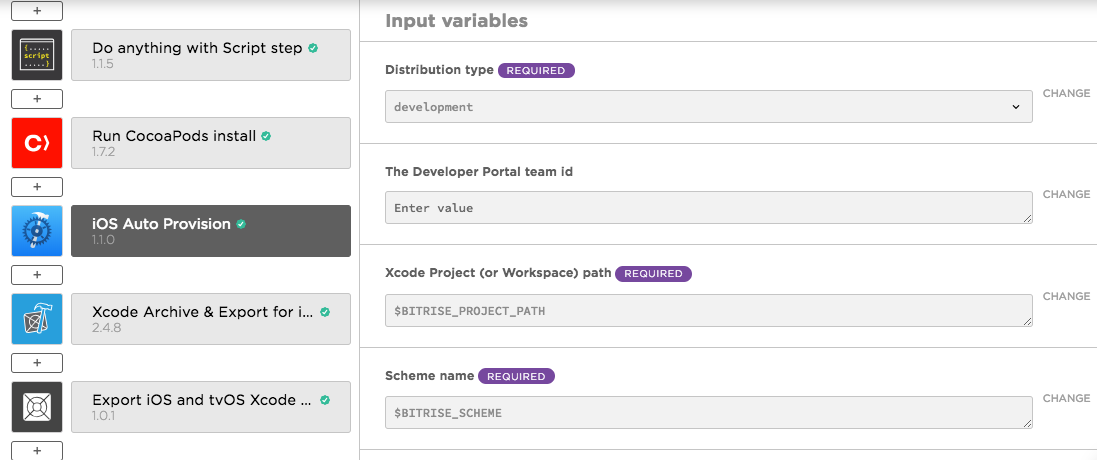 +
{.....
script
.....}
Do anything with Script step
1.1.5
+
C
Run CocoaPods install
1.7.2
+
iOS Auto Provision
1.1.0
+
Xcode Archive & Export for i...
2.4.8
+
Export iOS and tvOS Xcode ...
1.0.1
+
Input variables
Distribution type REQUIRED
development
CHANGE
The Developer Portal team id
Enter value
CHANGE
Xcode Project (or Workspace) path REQUIRED
$BITRISE_PROJECT_PATH
CHANGE
Scheme name REQUIRED
$BITRISE_SCHEME
CHANGE